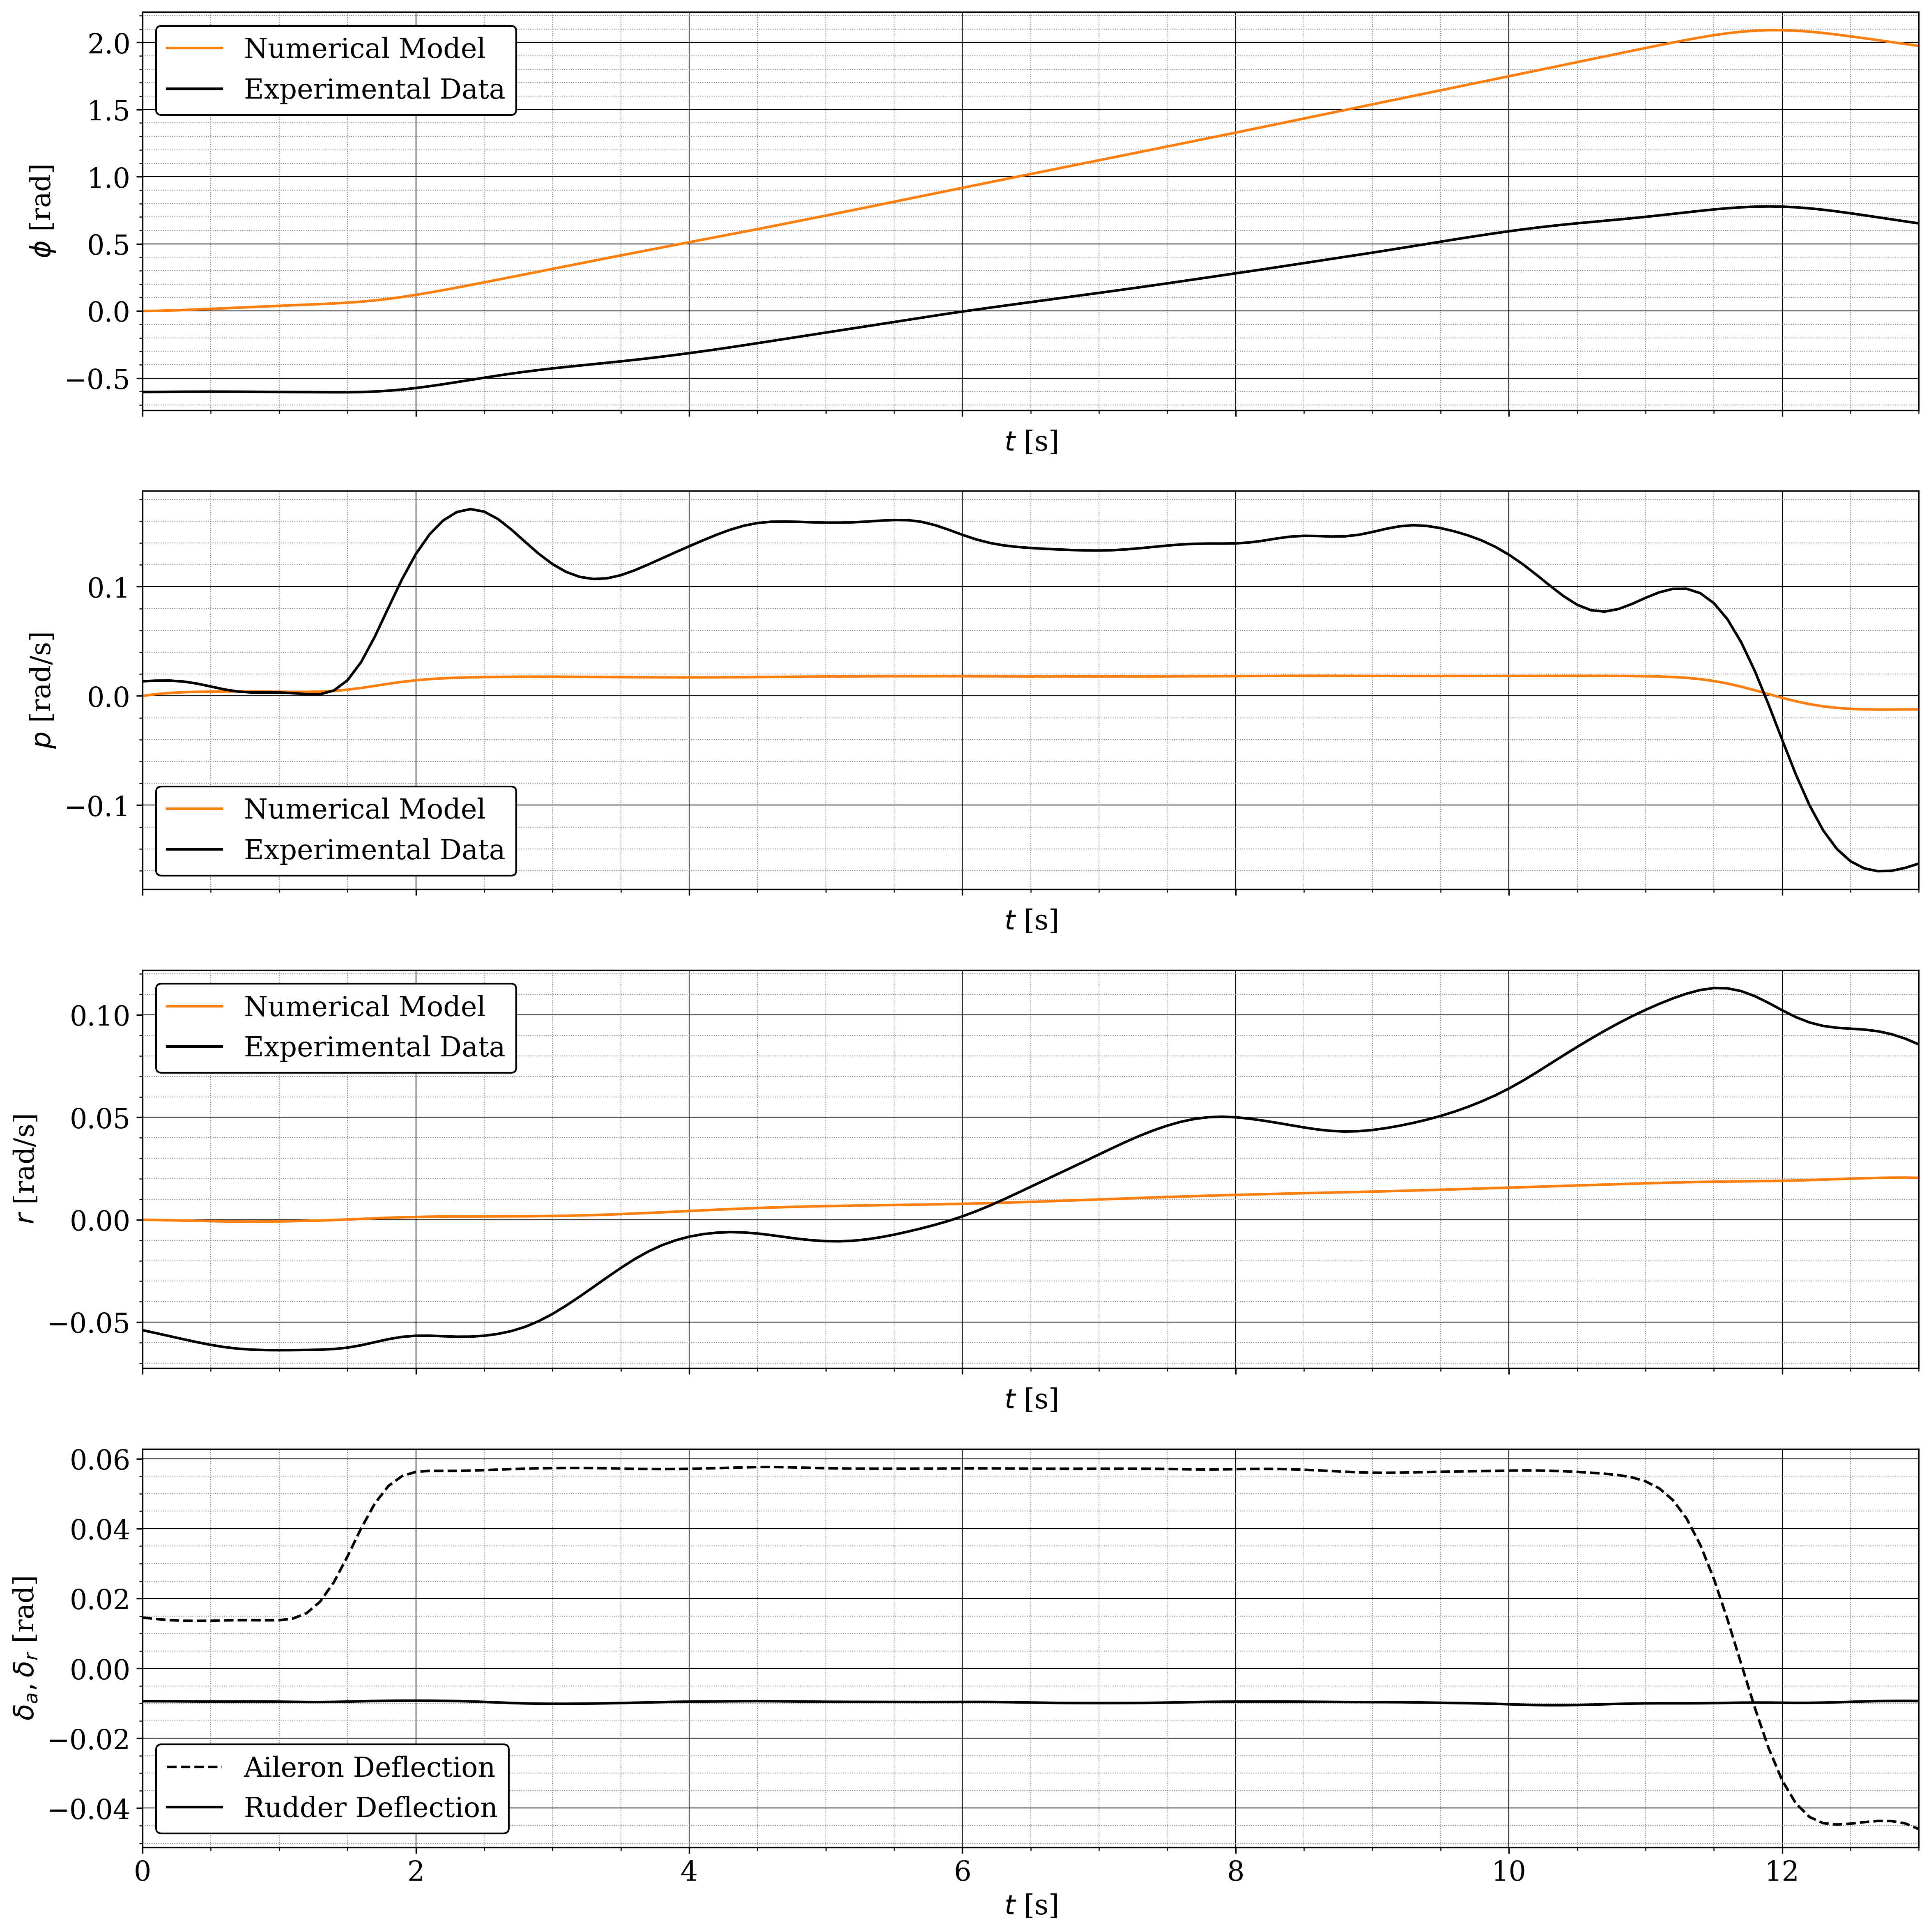 Numerical Model
Experimental Data
2.0
1.5
1.0
0.5
0.0
−0.5
ϕ [rad]
t [s]
0.1
0.0
−0.1
p [rad/s]
Numerical Model
Experimental Data
t [s]
Numerical Model
Experimental Data
0.10
0.05
0.00
−0.05
r [rad/s]
t [s]
0.06
0.04
0.02
0.00
−0.02
−0.04
δa, δr [rad]
Aileron Deflection
Rudder Deflection
0 2 4 6 8 10 12
t [s]